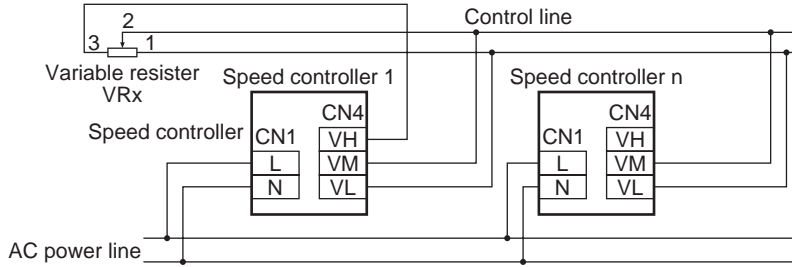 Control line
2
3
1
Variable resister
VRx
Speed controller 1
Speed controller n
CN4
CN4
Speed controller
CN1
VH
CN1
VH
L
VM
L
VM
N
VL
N
VL
AC power line